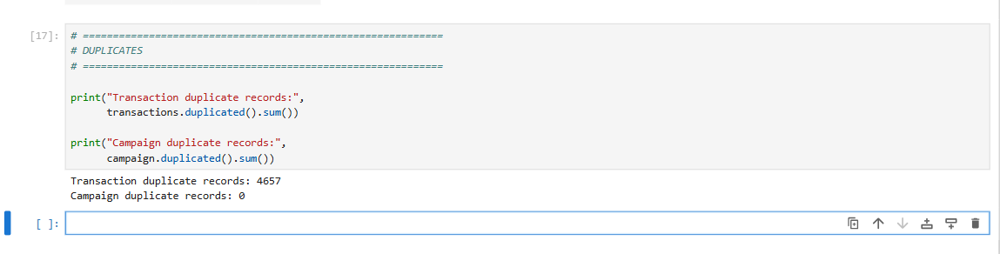 [17]: # ============================================================
# DUPLICATES
# ============================================================
print("Transaction duplicate records:",
transactions.duplicated().sum())
print("Campaign duplicate records:",
campaign.duplicated().sum())
Transaction duplicate records: 4657
Campaign duplicate records: 0
[ ]: